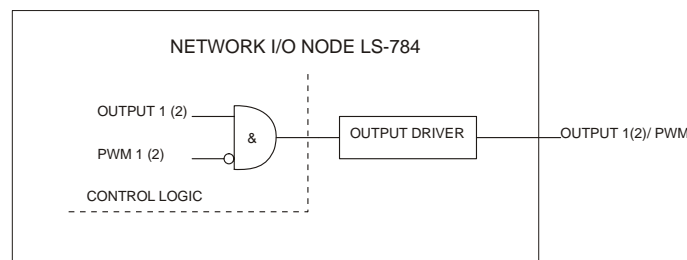 NETWORK I/O NODE LS-784
OUTPUT 1 (2)
&
OUTPUT DRIVER
OUTPUT 1(2)/ PWM
PWM 1 (2)
CONTROL LOGIC